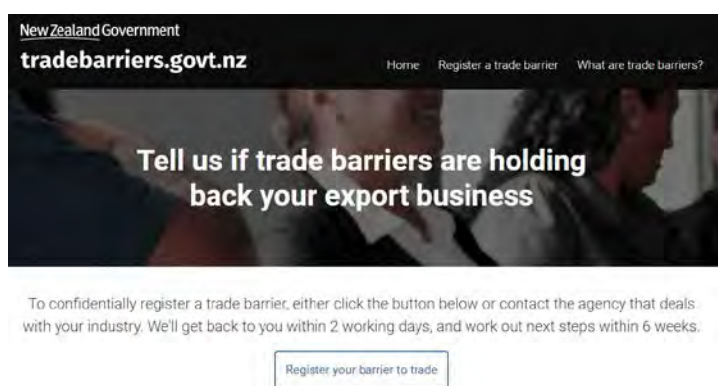 New Zealand Government
tradebarriers.govt.nz
Home Register a trade barrier What are trade barriers?
Tell us if trade barriers are holding
back your export business
To confidentially register a trade barrier, either click the button below or contact the agency that deals
with your industry. We'll get back to you within 2 working days, and work out next steps within 6 weeks.
Register your barrier to trade